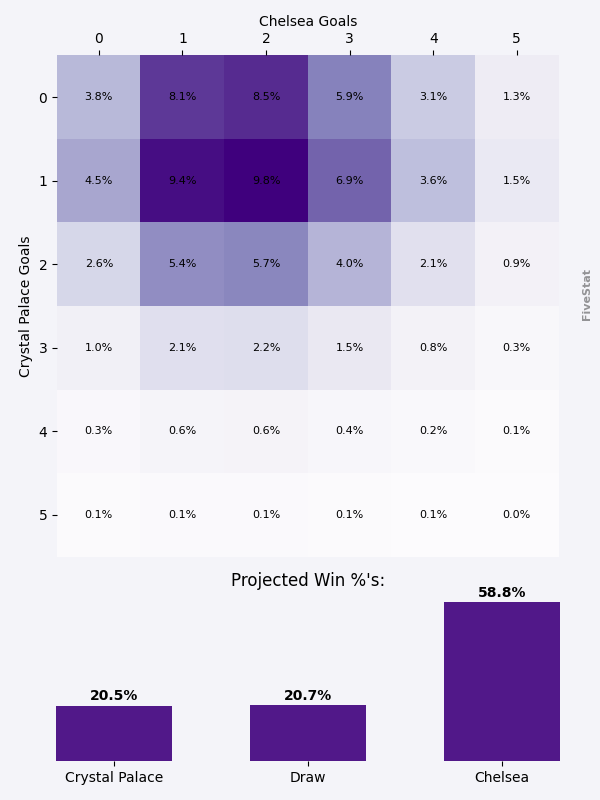 Chelsea Goals
0 1 2 3 4 5
Crystal Palace Goals
0 3.8% 8.1% 8.5% 5.9% 3.1% 1.3%
1 4.5% 9.4% 9.8% 6.9% 3.6% 1.5%
2 2.6% 5.4% 5.7% 4.0% 2.1% 0.9%
3 1.0% 2.1% 2.2% 1.5% 0.8% 0.3%
4 0.3% 0.6% 0.6% 0.4% 0.2% 0.1%
5 0.1% 0.1% 0.1% 0.1% 0.1% 0.0%
FiveStat
Projected Win %'s:
20.5% 20.7% 58.8%
Crystal Palace Draw Chelsea